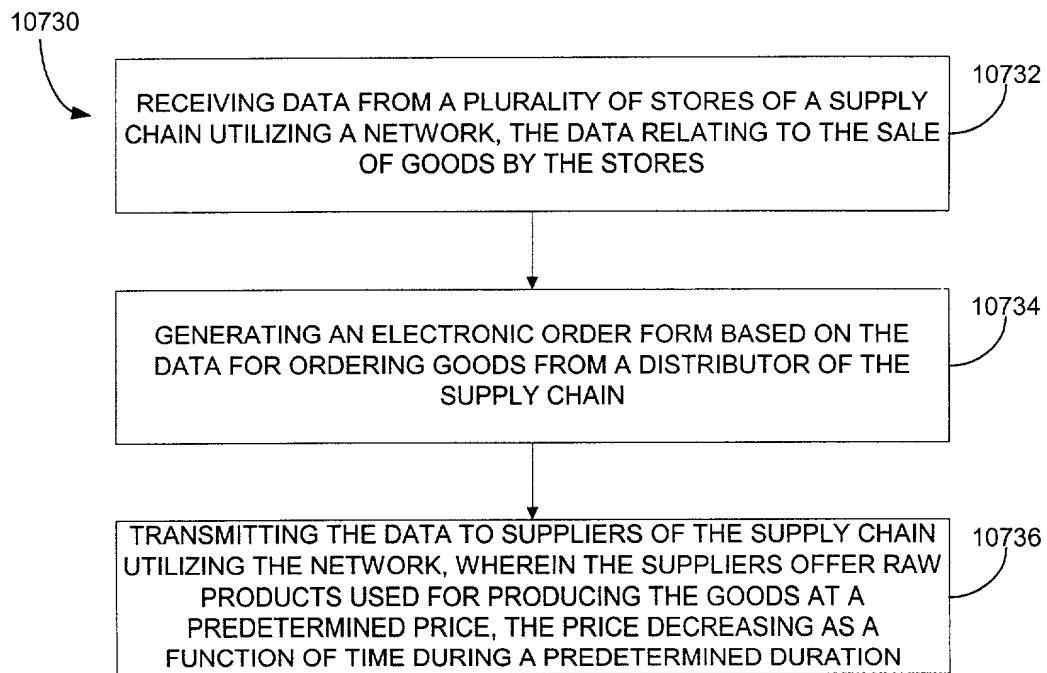 10730
RECEIVING DATA FROM A PLURALITY OF STORES OF A SUPPLY
CHAIN UTILIZING A NETWORK, THE DATA RELATING TO THE SALE
OF GOODS BY THE STORES
10732
GENERATING AN ELECTRONIC ORDER FORM BASED ON THE
DATA FOR ORDERING GOODS FROM A DISTRIBUTOR OF THE
SUPPLY CHAIN
10734
TRANSMITTING THE DATA TO SUPPLIERS OF THE SUPPLY CHAIN
UTILIZING THE NETWORK, WHEREIN THE SUPPLIERS OFFER RAW
PRODUCTS USED FOR PRODUCING THE GOODS AT A
PREDETERMINED PRICE, THE PRICE DECREASING AS A
FUNCTION OF TIME DURING A PREDETERMINED DURATION
10736